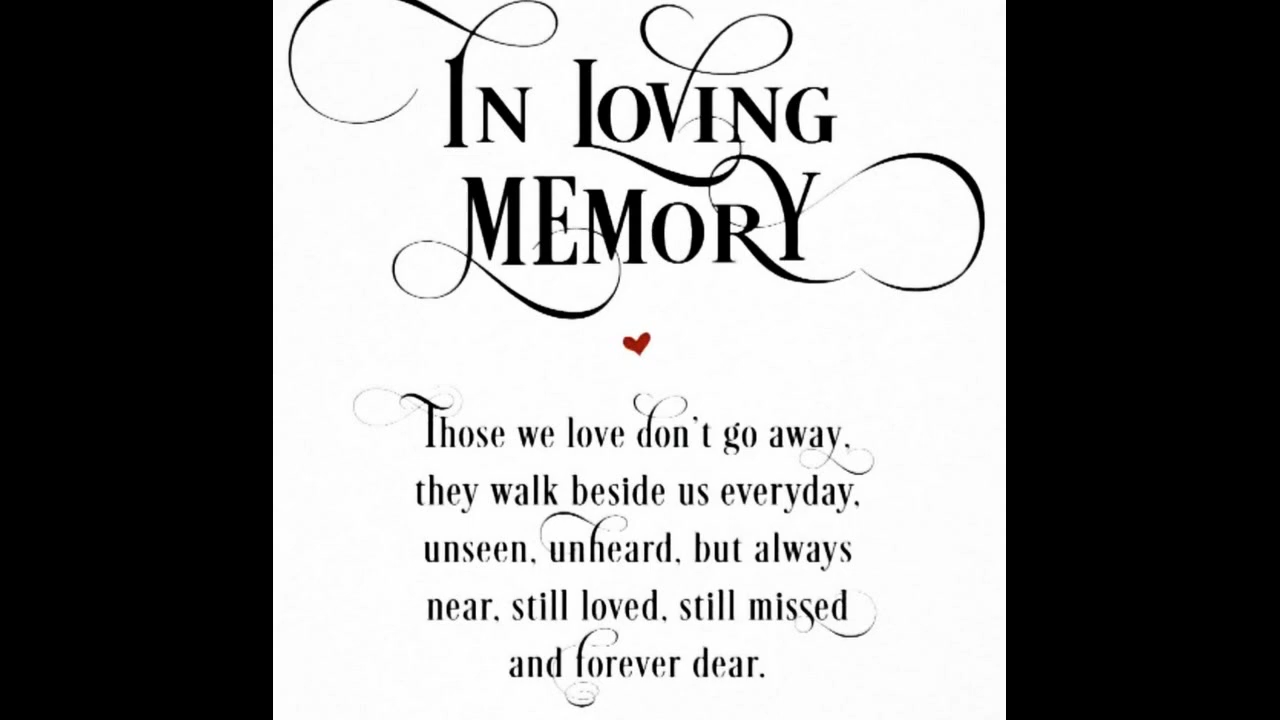 In Loving
Memory
Those we love don't go away,
they walk beside us everyday,
unseen, unheard, but always
near, still loved, still missed
and forever dear.